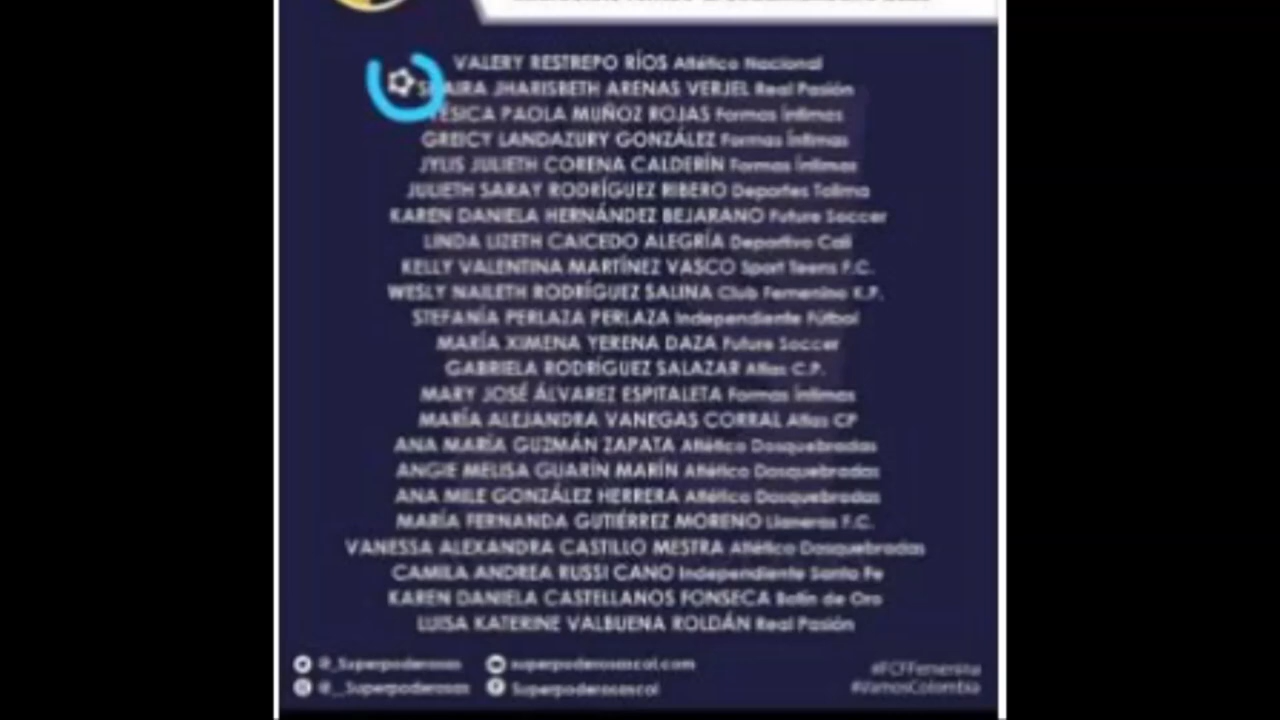 VALERY RESTREPO RÍOS Atlético Nacional
JHARISBETH ARENAS VERJEL Real Pasión
YÉSICA PAOLA MUÑOZ ROJAS Formas Íntimas
GREICY LANDAZURY GONZÁLEZ Formas Íntimas
JYLIS JULIETH CORENA CALDERÍN Formas Íntimas
JULIETH SARAY RODRÍGUEZ RIBERO Deportes Tolima
KAREN DANIELA HERNÁNDEZ BEJARANO Future Soccer
LINDA LIZETH CAICEDO ALEGRÍA Deportivo Cali
KELLY VALENTINA MARTÍNEZ VASCO Sport Teens F.C.
WESLY NAILETH RODRÍGUEZ SALINA Club Femenino K.P.
STEFANÍA PERLAZA PERLAZA Independiente Fútbol
MARÍA XIMENA YERENA DAZA Future Soccer
GABRIELA RODRÍGUEZ SALAZAR Atlas C.P.
MARY JOSÉ ÁLVAREZ ESPITALETA Formas Íntimas
MARÍA ALEJANDRA VANEGAS CORRAL Atlas CP
ANA MARÍA GUZMÁN ZAPATA Atlético Dosquebradas
ANGIE MELISA GUARÍN MARÍN Atlético Dosquebradas
ANA MILE GONZÁLEZ HERRERA Atlético Dosquebradas
MARÍA FERNANDA GUTIÉRREZ MORENO Llaneros F.C.
VANESSA ALEXANDRA CASTILLO MESTRA Atlético Dosquebradas
CAMILA ANDREA RUSSI CANO Independiente Santa Fe
KAREN DANIELA CASTELLANOS FONSECA Botín de Oro
LUISA KATERINE VALBUENA ROLDÁN Real Pasión
@_Superpoderosas superpoderosascol.com
@__Superpoderosas Superpoderosascol
#FCFFemenina
#VamosColombia